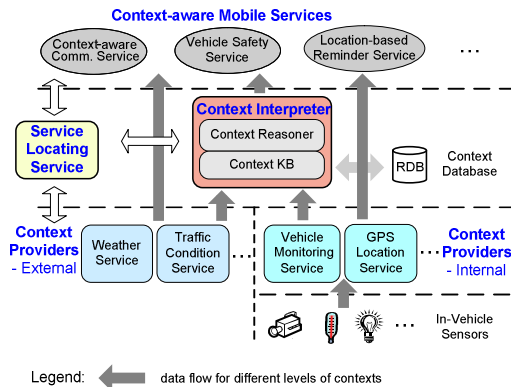 Context-aware Mobile Services
Context-aware
Comm. Service
Vehicle Safety
Service
Location-based
Reminder Service
...
Service
Locating
Service
Context Interpreter
Context Reasoner
Context KB
RDB
Context
Database
Context
Providers
- External
Weather
Service
Traffic
Condition
Service
...
Vehicle
Monitoring
Service
GPS
Location
Service
...
Context
Providers
- Internal
...
In-Vehicle
Sensors
Legend:
data flow for different levels of contexts